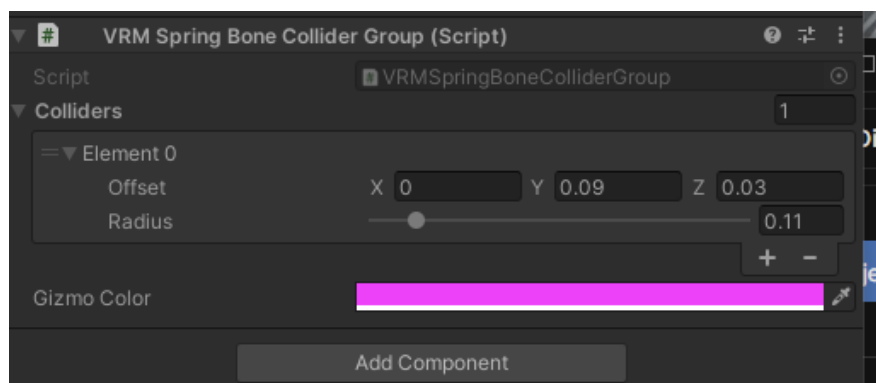 # VRM Spring Bone Collider Group (Script)
Script # VRMSpringBoneColliderGroup
Colliders 1
Element 0
Offset X 0 Y 0.09 Z 0.03
Radius 0.11
+ -
Gizmo Color
Add Component